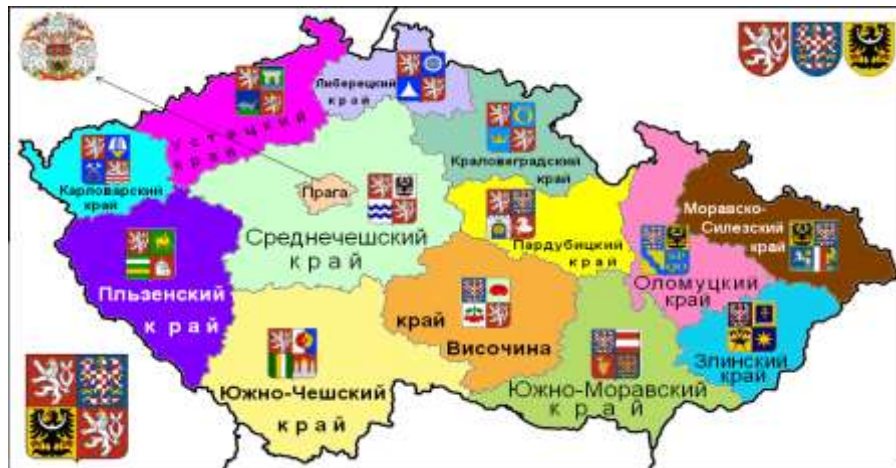 Либерецкий
край
Устецкий
край
Краловеградский
край
Карловарский
край
Прага
Среднечешский
край
Пардубицкий
край
Моравско-
Силезский
край
Оломуцкий
край
Пльзенский
край
край
Височина
Злинский
край
Южно-Чешский
край
Южно-Моравский
край